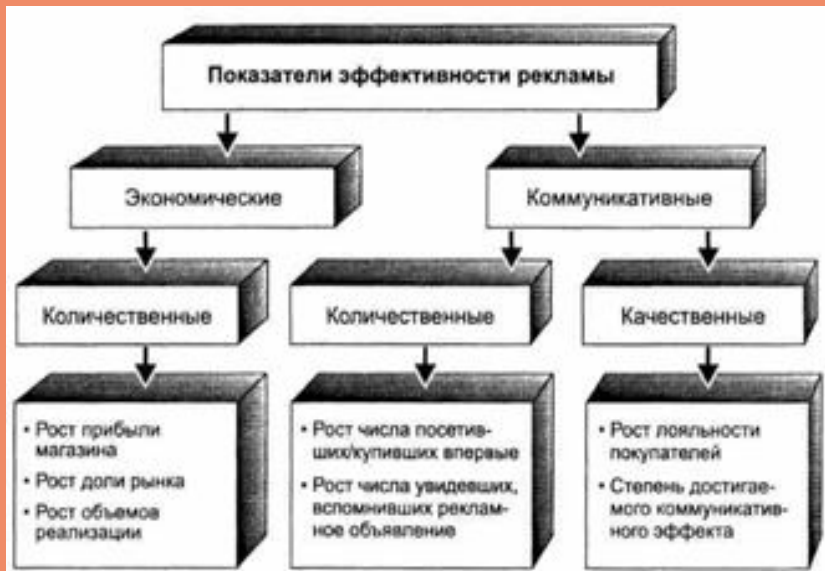 Показатели эффективности рекламы
Экономические
Коммуникативные
Количественные
Количественные
Качественные
• Рост прибыли
магазина
• Рост доли рынка
• Рост объемов
реализации
• Рост числа посетив-
ших/купивших впервые
• Рост числа увидевших,
вспомнивших реклам-
ное объявление
• Рост лояльности
покупателей
• Степень достигае-
мого коммуникатив-
ного эффекта